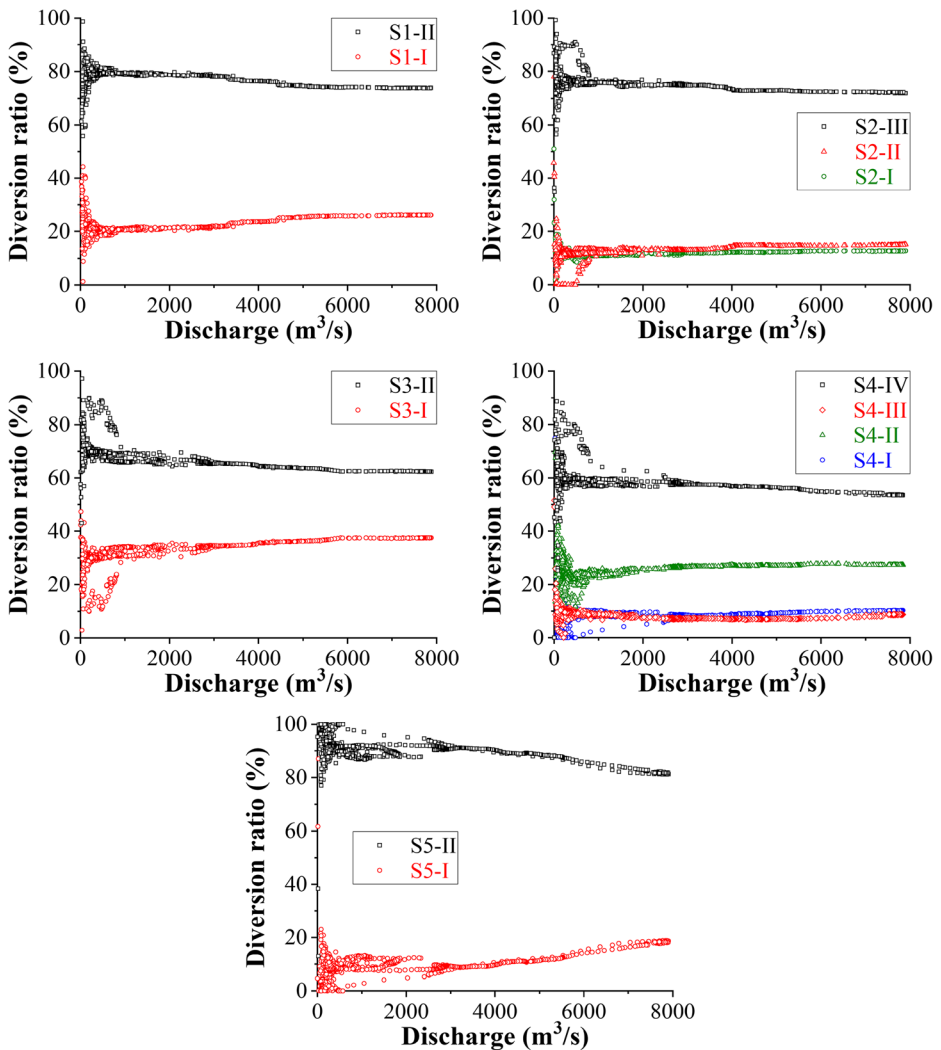 Diversion ratio (%)
100
80
60
40
20
0
S1-II
S1-I
0 2000 4000 6000 8000
Discharge (m³/s)
Diversion ratio (%)
100
80
60
40
20
0
S2-III
S2-II
S2-I
0 2000 4000 6000 8000
Discharge (m³/s)
Diversion ratio (%)
100
80
60
40
20
0
S3-II
S3-I
0 2000 4000 6000 8000
Discharge (m³/s)
Diversion ratio (%)
100
80
60
40
20
0
S4-IV
S4-III
S4-II
S4-I
0 2000 4000 6000 8000
Discharge (m³/s)
Diversion ratio (%)
100
80
60
40
20
0
S5-II
S5-I
0 2000 4000 6000 8000
Discharge (m³/s)